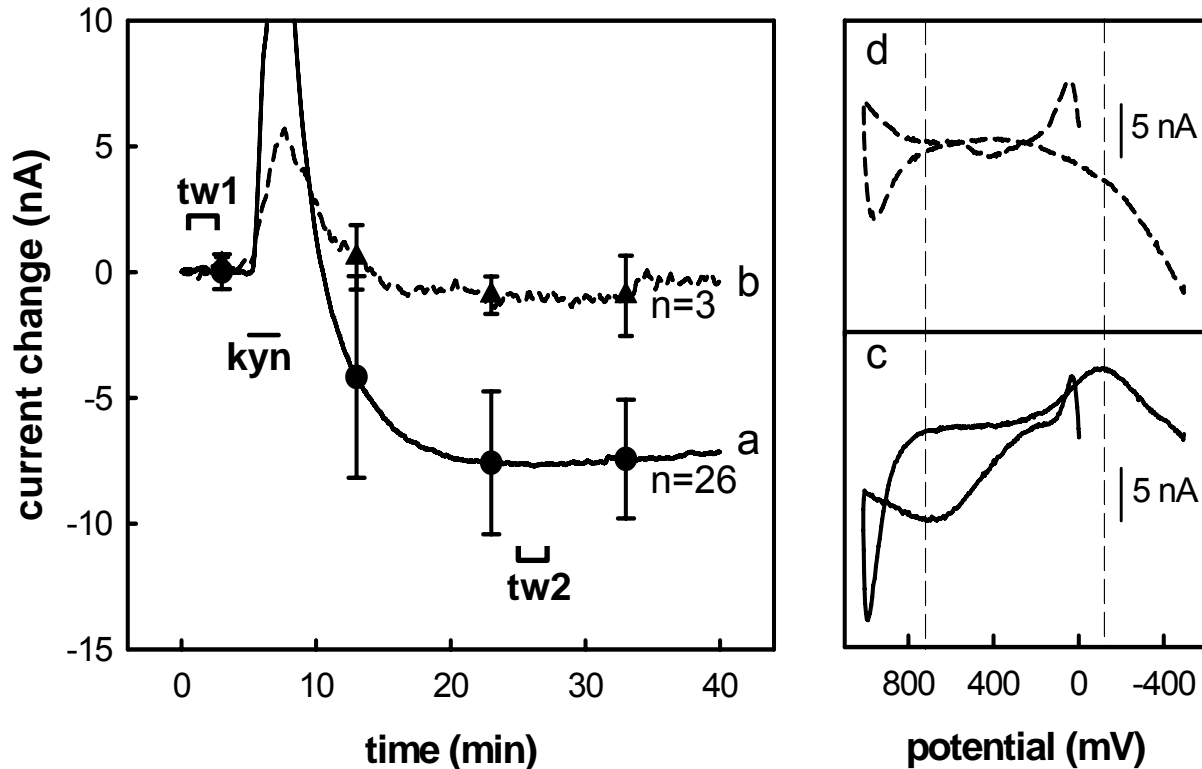 current change (nA)
10
5
0
-5
-10
-15
tw1
kyn
b
n=3
a
n=26
tw2
0
10
20
30
40
time (min)
d
5 nA
c
5 nA
800
400
0
-400
potential (mV)